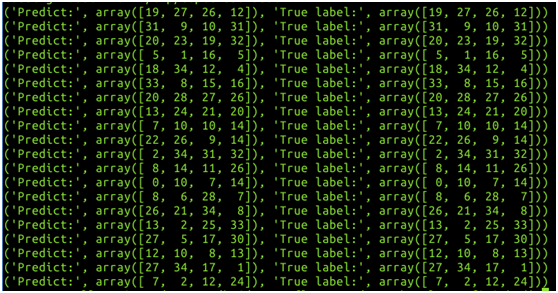 ('Predict:', array([19, 27, 26, 12]), 'True label:', array([19, 27, 26, 12]))
('Predict:', array([31,  9, 10, 31]), 'True label:', array([31,  9, 10, 31]))
('Predict:', array([20, 23, 19, 32]), 'True label:', array([20, 23, 19, 32]))
('Predict:', array([ 5,  1, 16,  5]), 'True label:', array([ 5,  1, 16,  5]))
('Predict:', array([18, 34, 12,  4]), 'True label:', array([18, 34, 12,  4]))
('Predict:', array([33,  8, 15, 16]), 'True label:', array([33,  8, 15, 16]))
('Predict:', array([20, 28, 27, 26]), 'True label:', array([20, 28, 27, 26]))
('Predict:', array([13, 24, 21, 20]), 'True label:', array([13, 24, 21, 20]))
('Predict:', array([ 7, 10, 10, 14]), 'True label:', array([ 7, 10, 10, 14]))
('Predict:', array([22, 26,  9, 14]), 'True label:', array([22, 26,  9, 14]))
('Predict:', array([ 2, 34, 31, 32]), 'True label:', array([ 2, 34, 31, 32]))
('Predict:', array([ 8, 14, 11, 26]), 'True label:', array([ 8, 14, 11, 26]))
('Predict:', array([ 0, 10,  7, 14]), 'True label:', array([ 0, 10,  7, 14]))
('Predict:', array([ 8,  6, 28,  7]), 'True label:', array([ 8,  6, 28,  7]))
('Predict:', array([26, 21, 34,  8]), 'True label:', array([26, 21, 34,  8]))
('Predict:', array([13,  2, 25, 33]), 'True label:', array([13,  2, 25, 33]))
('Predict:', array([27,  5, 17, 30]), 'True label:', array([27,  5, 17, 30]))
('Predict:', array([12, 10,  8, 13]), 'True label:', array([12, 10,  8, 13]))
('Predict:', array([27, 34, 17,  1]), 'True label:', array([27, 34, 17,  1]))
('Predict:', array([ 7,  2, 12, 24]), 'True label:', array([ 7,  2, 12, 24]))